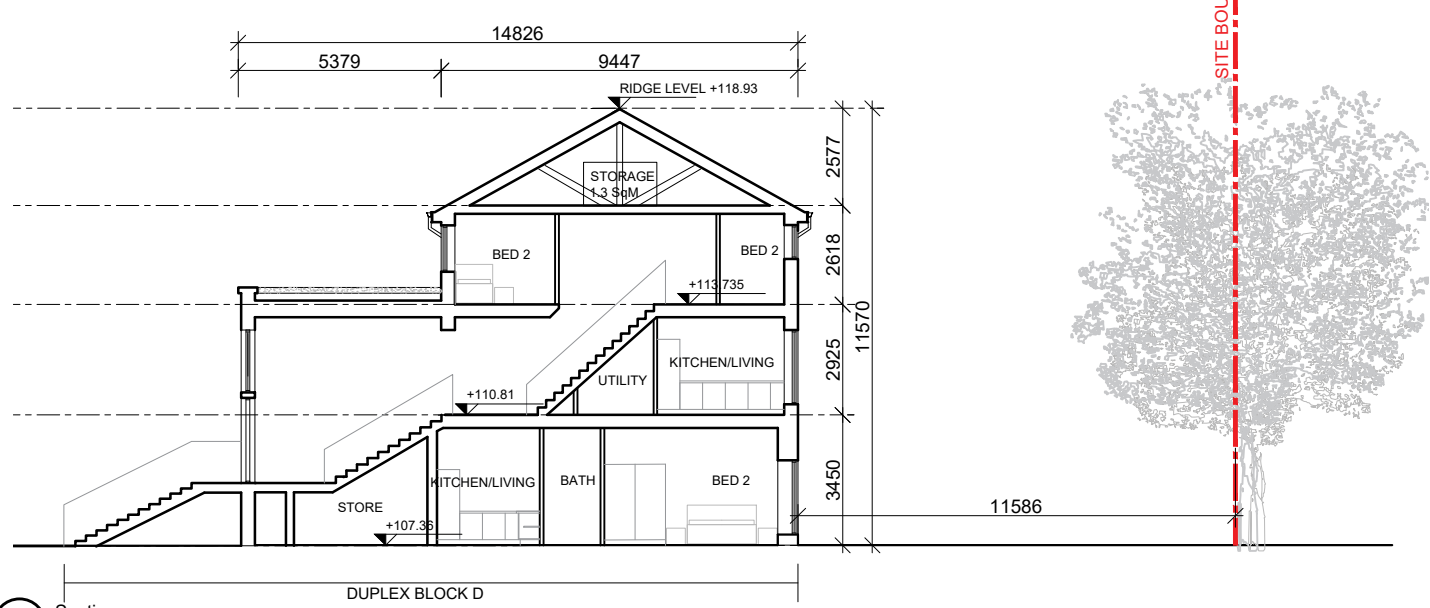 14826
5379
9447
SITE BOU
RIDGE LEVEL +118.93
2577
STORAGE
1.3 SqM
BED 2
BED 2
2618
+113.735
11570
2925
KITCHEN/LIVING
UTILITY
+110.81
3450
KITCHEN/LIVING
BATH
BED 2
STORE
+107.36
11586
DUPLEX BLOCK D